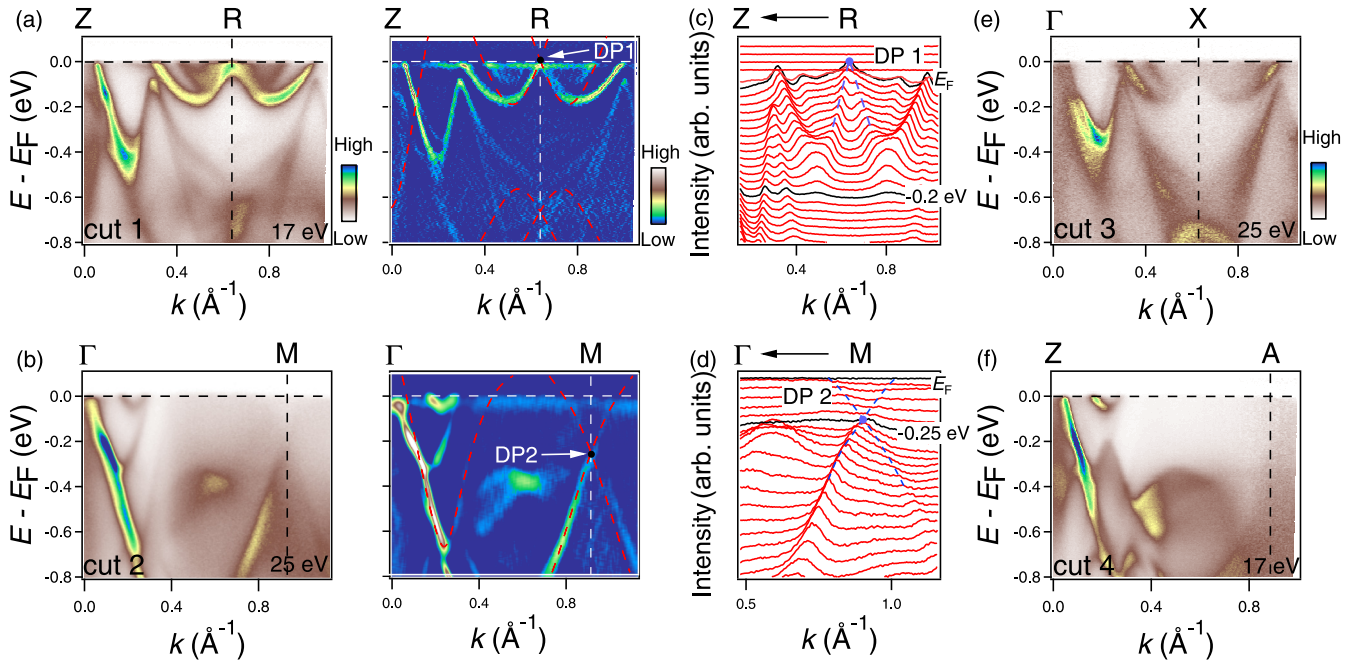 (a)
Z R
Z R
DP1
E - E_F (eV)
0.0
-0.2
-0.4
-0.6
-0.8
High
Low
cut 1
17 eV
High
Low
0.0 0.4 0.8
0.0 0.4 0.8
k (Å⁻¹)
k (Å⁻¹)
(c)
Z ← R
DP 1
E_F
-0.2 eV
Intensity (arb. units)
0.4 0.8
k (Å⁻¹)
(e)
Γ X
E - E_F (eV)
0.0
-0.2
-0.4
-0.6
-0.8
cut 3
25 eV
High
Low
0.0 0.4 0.8
k (Å⁻¹)
(b)
Γ M
Γ M
DP2
E - E_F (eV)
0.0
-0.2
-0.4
-0.6
-0.8
cut 2
25 eV
0.0 0.4 0.8
0.0 0.4 0.8
k (Å⁻¹)
k (Å⁻¹)
(d)
Γ ← M
E_F
DP 2
-0.25 eV
Intensity (arb. units)
0.5 1.0
k (Å⁻¹)
(f)
Z A
E - E_F (eV)
0.0
-0.2
-0.4
-0.6
-0.8
cut 4
17 eV
0.0 0.4 0.8
k (Å⁻¹)